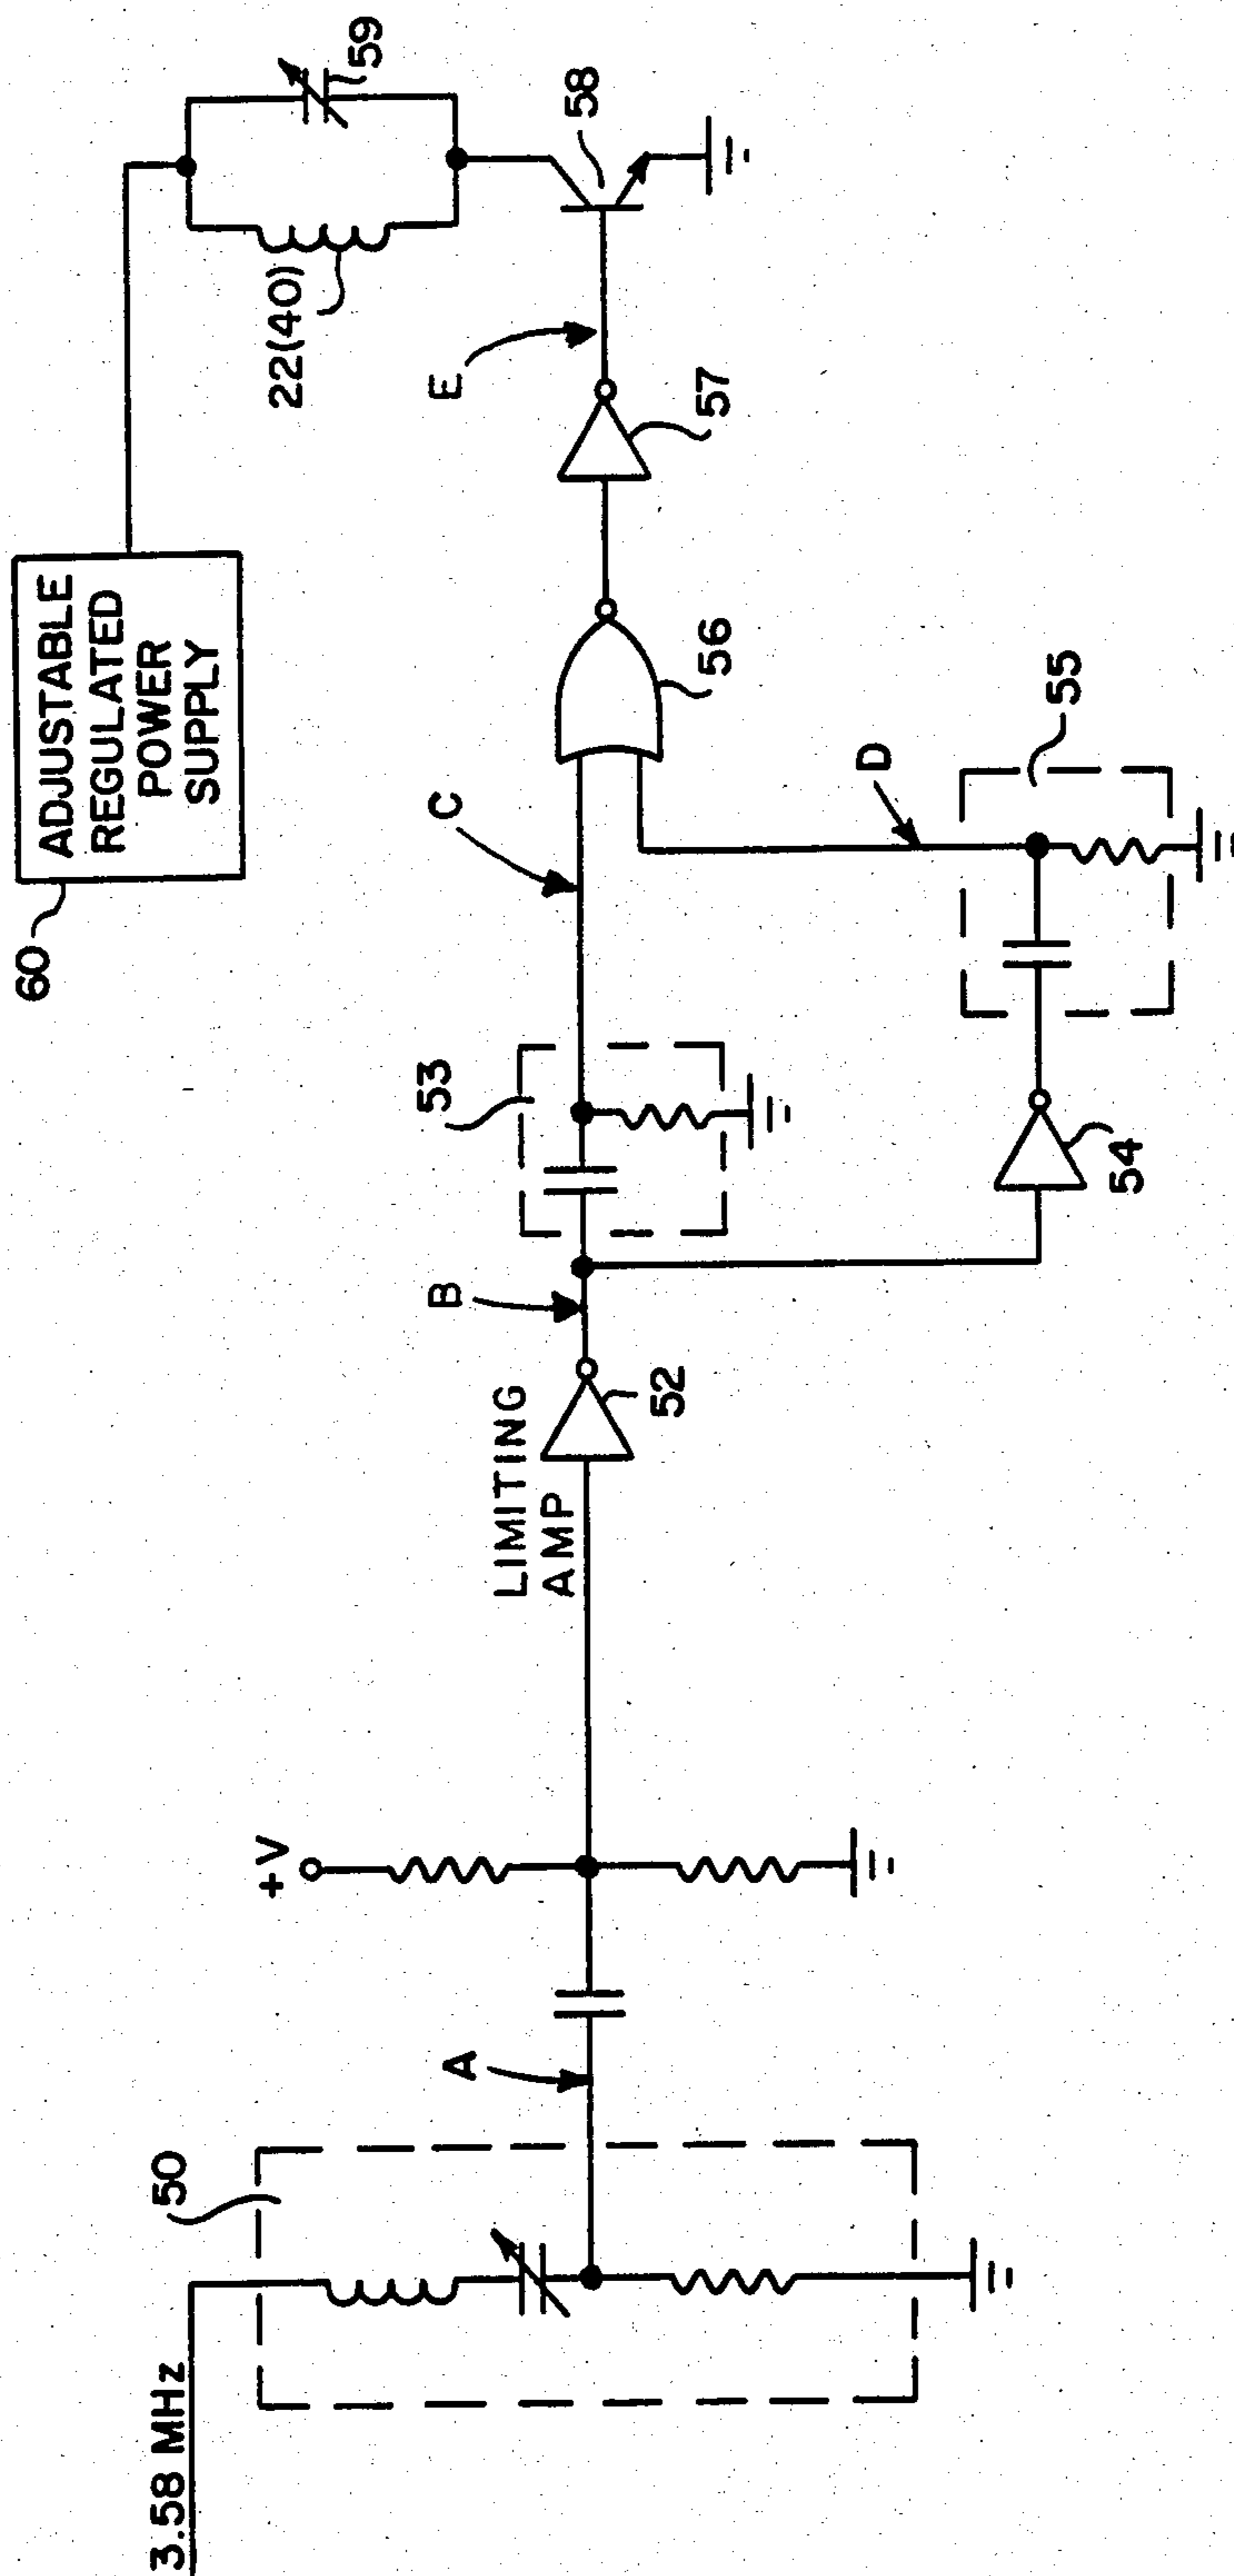 3.58 MHz
50
A
+V
LIMITING
AMP
52
B
53
54
C
D
55
56
57
E
58
22(40)
59
60
ADJUSTABLE
REGULATED
POWER
SUPPLY